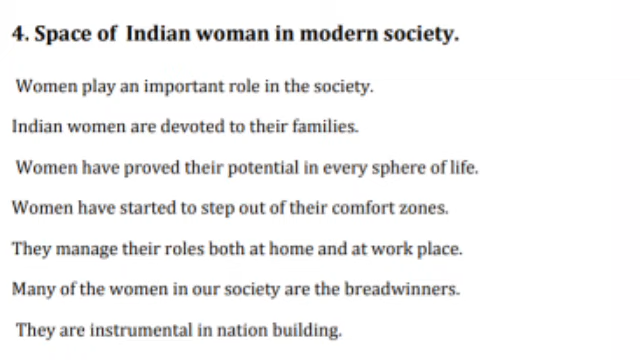 4. Space of Indian woman in modern society.
Women play an important role in the society.
Indian women are devoted to their families.
Women have proved their potential in every sphere of life.
Women have started to step out of their comfort zones.
They manage their roles both at home and at work place.
Many of the women in our society are the breadwinners.
They are instrumental in nation building.